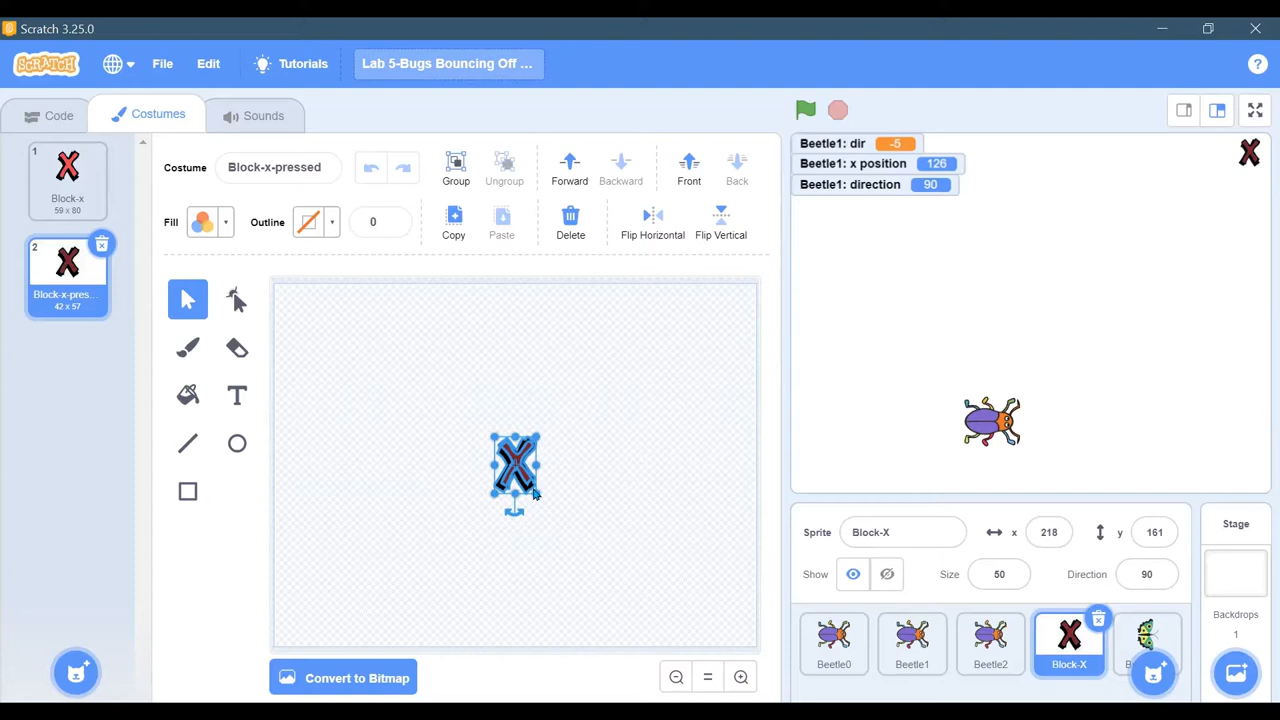 Scratch 3.25.0
SCRATCH File Edit Tutorials Lab 5-Bugs Bouncing Off ... ?
Code Costumes Sounds
Costume Block-x-pressed Group Ungroup Forward Backward Front Back
Fill Outline 0 Copy Paste Delete Flip Horizontal Flip Vertical
1
Block-x
59 x 80
2
Block-x-pres...
42 x 57
T
Convert to Bitmap
Beetle1: dir -5
Beetle1: x position 126
Beetle1: direction 90
X
Sprite Block-X x 218 y 161
Show Size 50 Direction 90
Beetle0 Beetle1 Beetle2 Block-X
Stage
Backdrops
1